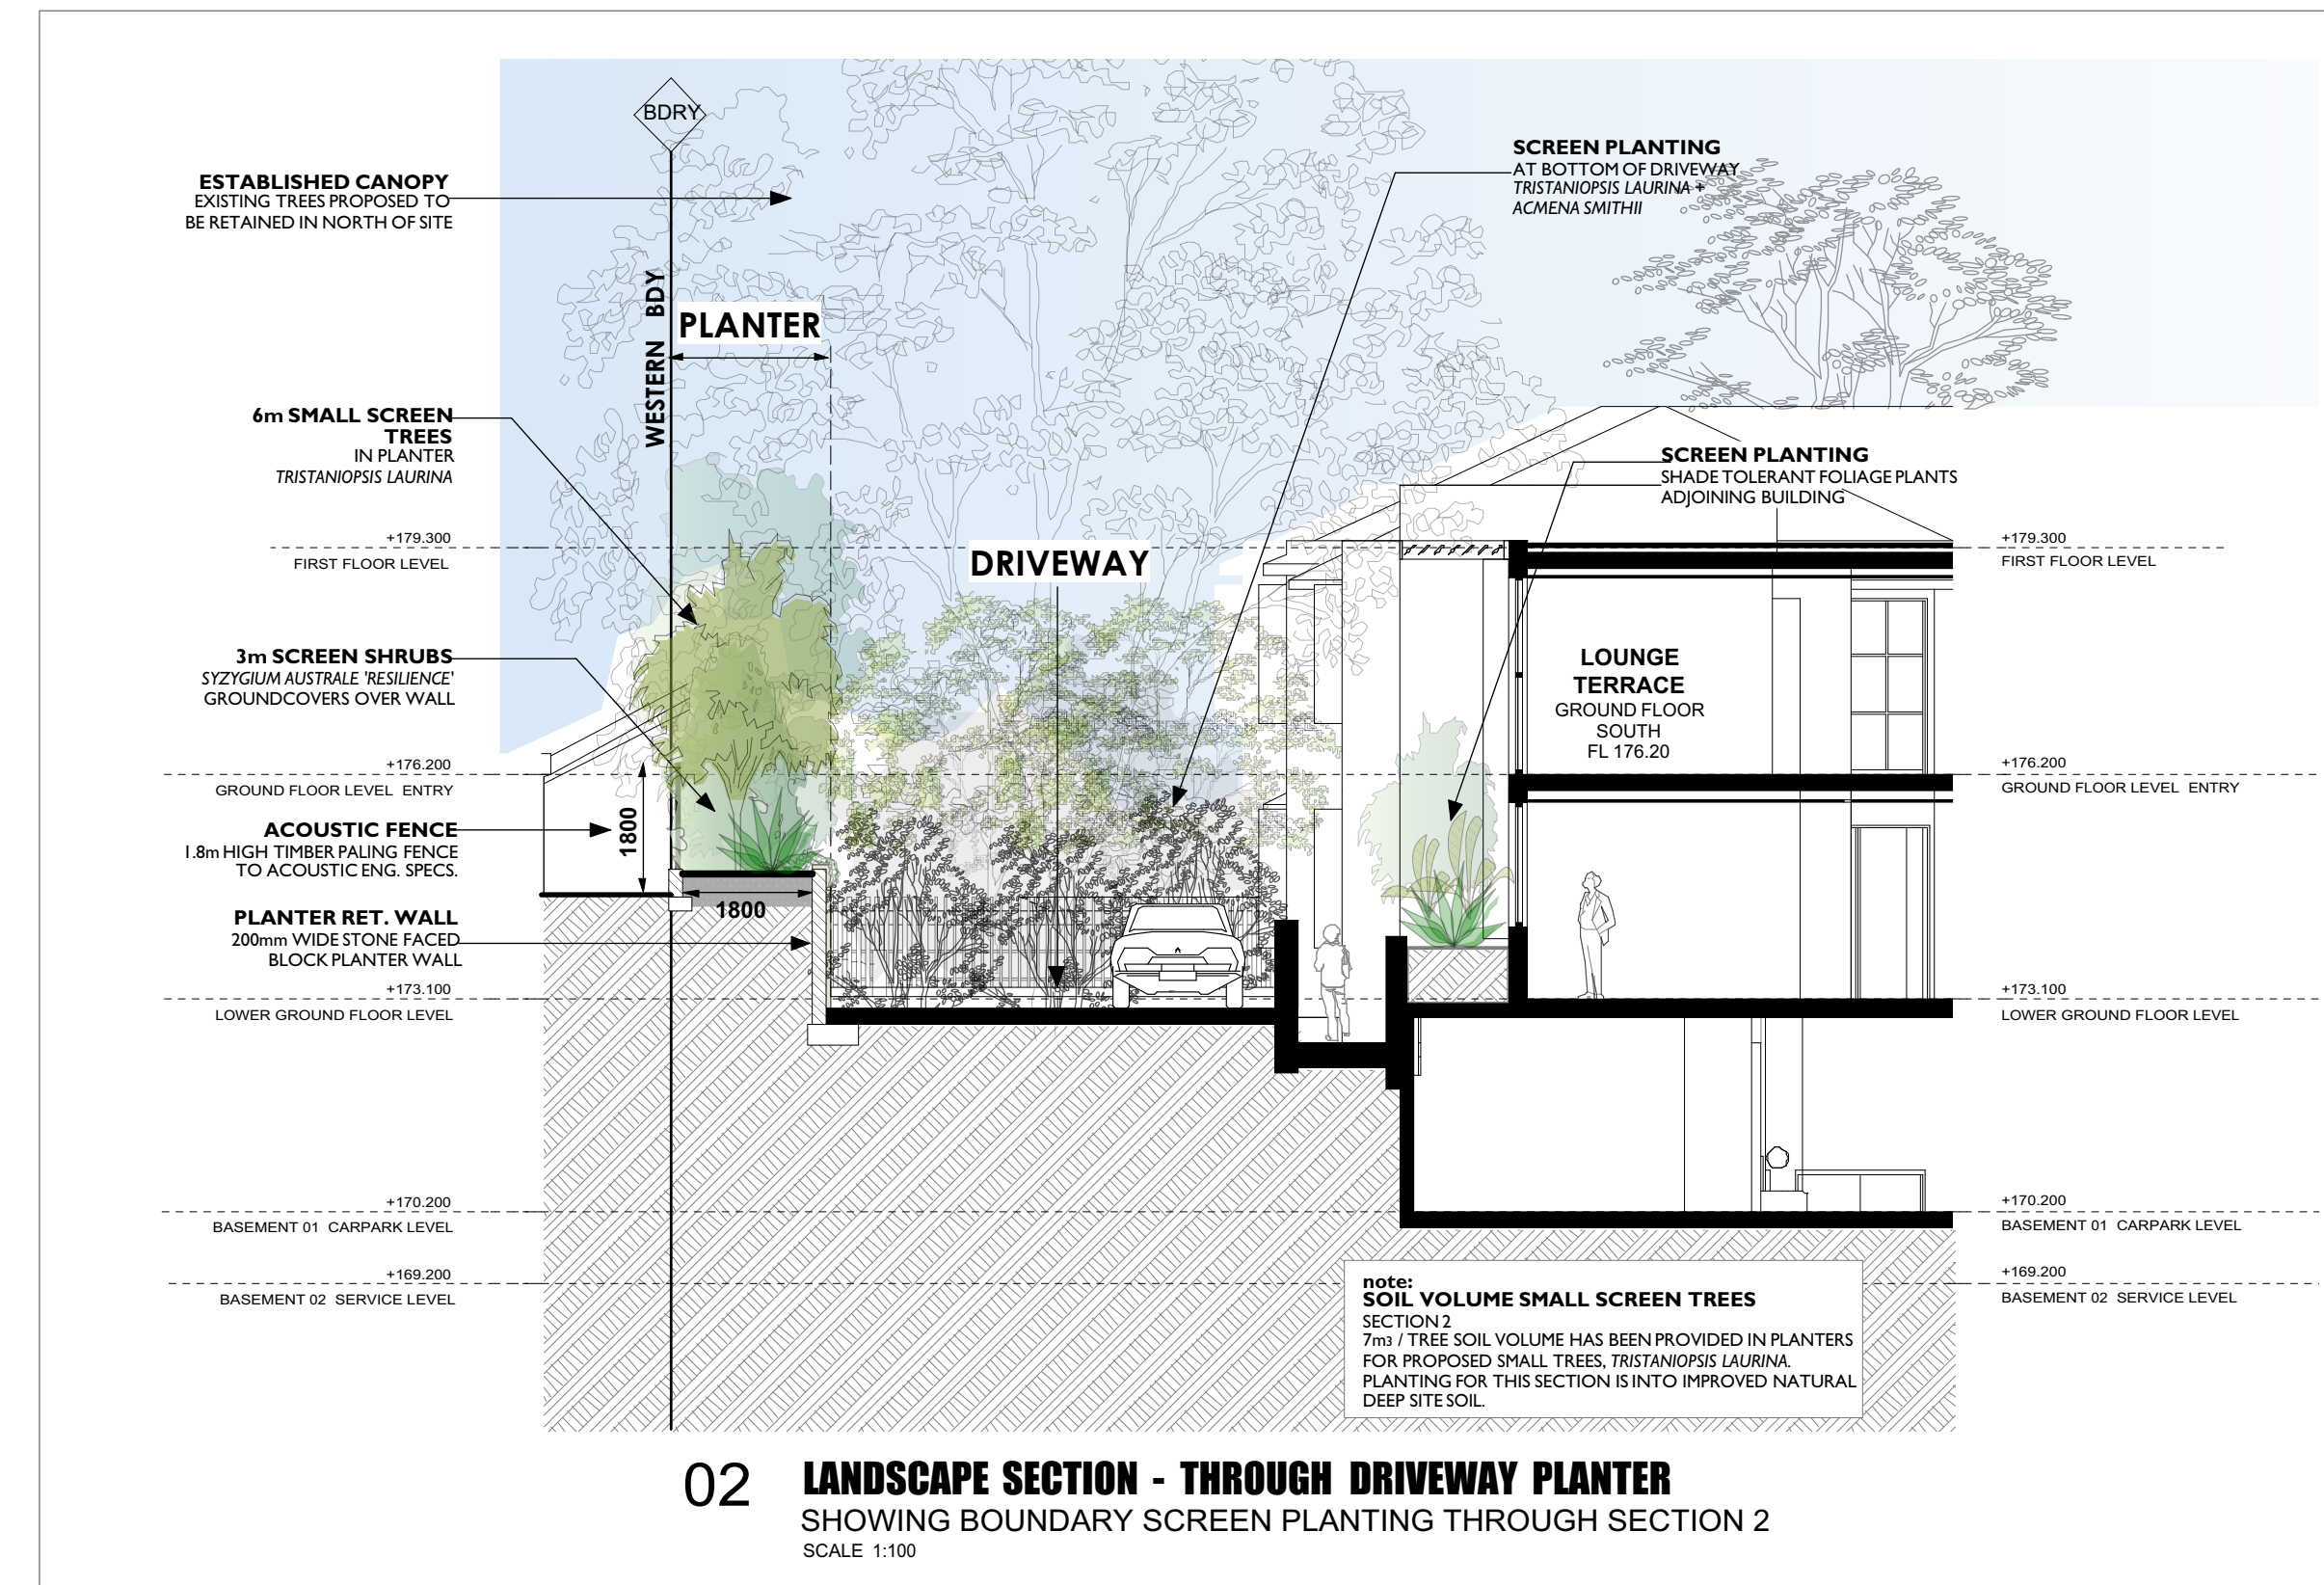 BDRY
ESTABLISHED CANOPY
EXISTING TREES PROPOSED TO
BE RETAINED IN NORTH OF SITE
SCREEN PLANTING
AT BOTTOM OF DRIVEWAY
TRISTANIOPSIS LAURINA +
ACMENA SMITHII
WESTERN BDY
PLANTER
6m SMALL SCREEN
TREES
IN PLANTER
TRISTANIOPSIS LAURINA
SCREEN PLANTING
SHADE TOLERANT FOLIAGE PLANTS
ADJOINING BUILDING
+179.300
FIRST FLOOR LEVEL
DRIVEWAY
+179.300
FIRST FLOOR LEVEL
3m SCREEN SHRUBS
SYZYGIUM AUSTRALE 'RESILIENCE'
GROUNDCOVERS OVER WALL
LOUNGE
TERRACE
GROUND FLOOR
SOUTH
FL 176.20
+176.200
GROUND FLOOR LEVEL ENTRY
+176.200
GROUND FLOOR LEVEL ENTRY
ACOUSTIC FENCE
1.8m HIGH TIMBER PALING FENCE
TO ACOUSTIC ENG. SPECS.
1800
1800
PLANTER RET. WALL
200mm WIDE STONE FACED
BLOCK PLANTER WALL
+173.100
LOWER GROUND FLOOR LEVEL
+173.100
LOWER GROUND FLOOR LEVEL
+170.200
BASEMENT 01 CARPARK LEVEL
+170.200
BASEMENT 01 CARPARK LEVEL
+169.200
BASEMENT 02 SERVICE LEVEL
+169.200
BASEMENT 02 SERVICE LEVEL
note:
SOIL VOLUME SMALL SCREEN TREES
SECTION 2
7m3 / TREE SOIL VOLUME HAS BEEN PROVIDED IN PLANTERS
FOR PROPOSED SMALL TREES, TRISTANIOPSIS LAURINA.
PLANTING FOR THIS SECTION IS INTO IMPROVED NATURAL
DEEP SITE SOIL.
02 LANDSCAPE SECTION - THROUGH DRIVEWAY PLANTER
SHOWING BOUNDARY SCREEN PLANTING THROUGH SECTION 2
SCALE 1:100